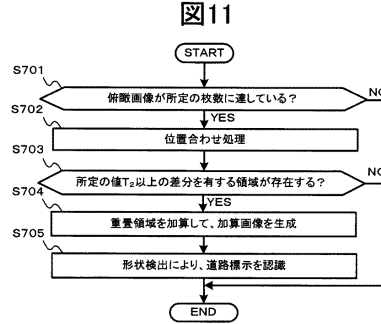 図11
START
S701
俯瞰画像が所定の枚数に達している？
NO
YES
S702
位置合わせ処理
S703
所定の値T₂以上の差分を有する領域が存在する？
NO
YES
S704
重畳領域を加算して、加算画像を生成
S705
形状検出により、道路標示を認識
END